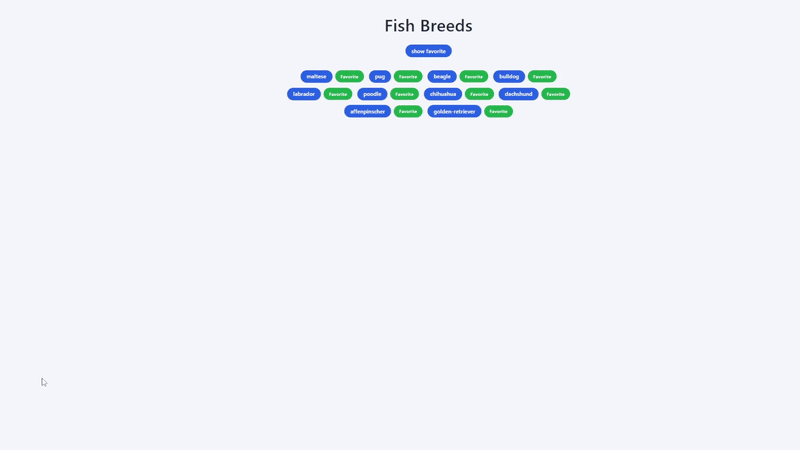 Fish Breeds
show favorite
maltese favorite pug favorite beagle favorite bulldog favorite
labrador favorite poodle favorite chihuahua favorite dachshund favorite
affenpinscher favorite golden-retriever favorite